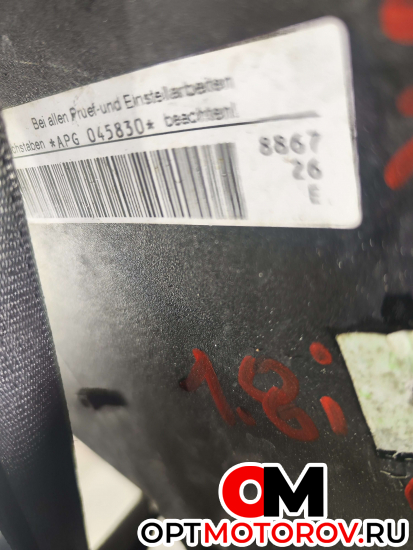 Bei allen Pruef-und Einstellarbeiten
*APG 045830* beachten!
8867
26
E
1.8i
OM
OPTMOTOROV.RU